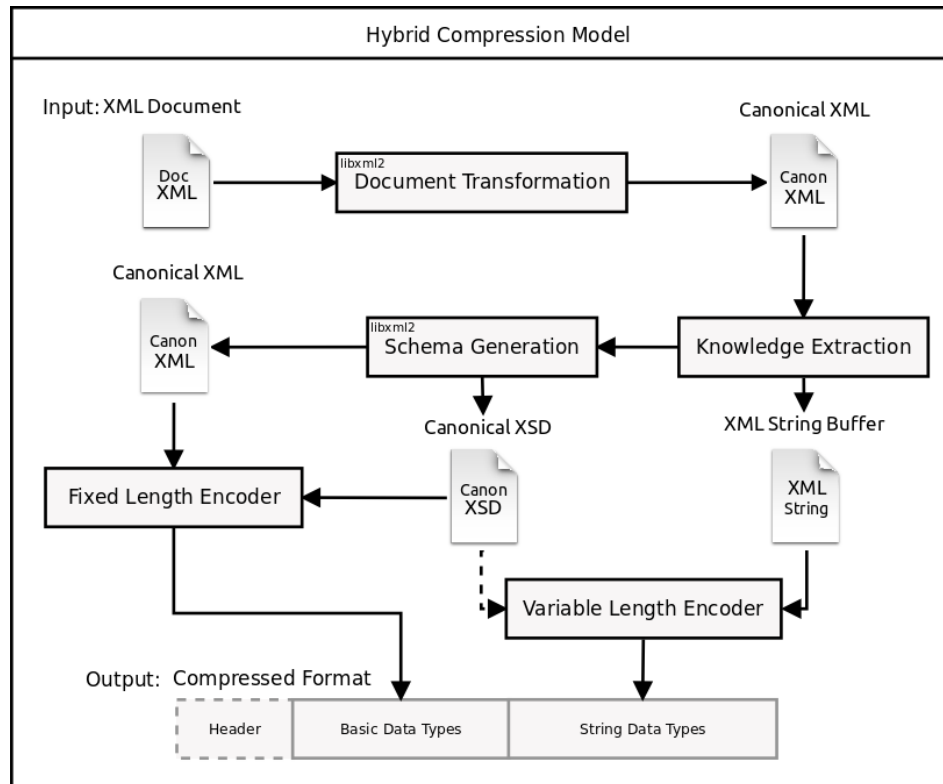 Hybrid Compression Model
Input: XML Document
Canonical XML
Doc
XML
libxml2
Document Transformation
Canon
XML
Canonical XML
Canon
XML
libxml2
Schema Generation
Knowledge Extraction
Canonical XSD
XML String Buffer
Fixed Length Encoder
Canon
XSD
XML
String
Variable Length Encoder
Output: Compressed Format
Header
Basic Data Types
String Data Types